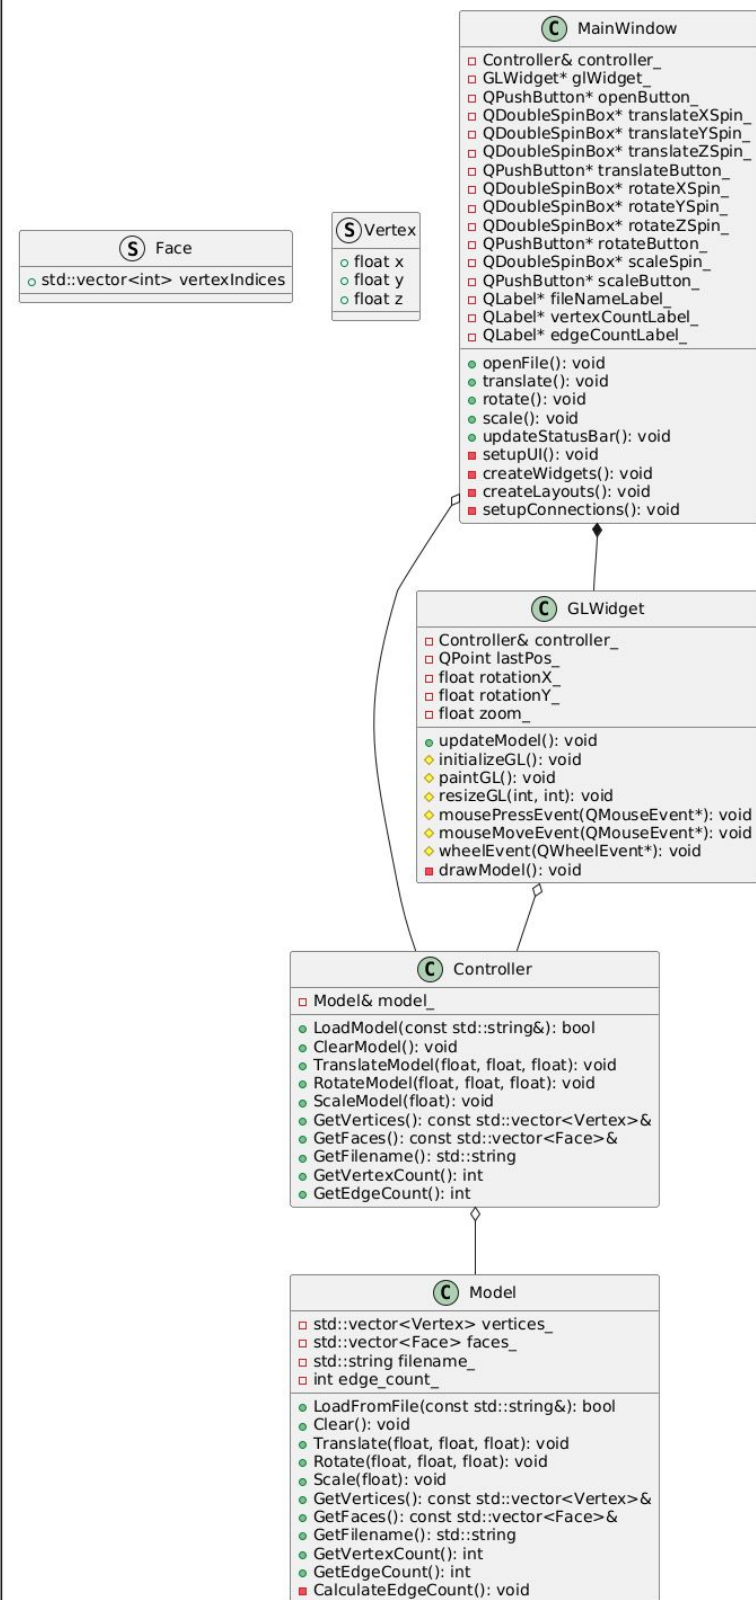 C MainWindow
Controller& controller_
GLWidget* glWidget_
QPushButton* openButton_
QDoubleSpinBox* translateXSpin_
QDoubleSpinBox* translateYSpin_
QDoubleSpinBox* translateZSpin_
QPushButton* translateButton_
QDoubleSpinBox* rotateXSpin_
QDoubleSpinBox* rotateYSpin_
QDoubleSpinBox* rotateZSpin_
QPushButton* rotateButton_
QDoubleSpinBox* scaleSpin_
QPushButton* scaleButton_
QLabel* fileNameLabel_
QLabel* vertexCountLabel_
QLabel* edgeCountLabel_
openFile(): void
translate(): void
rotate(): void
scale(): void
updateStatusBar(): void
setupUI(): void
createWidgets(): void
createLayouts(): void
setupConnections(): void
S Face
std::vector<int> vertexIndices
S Vertex
float x
float y
float z
C GLWidget
Controller& controller_
QPoint lastPos_
float rotationX_
float rotationY_
float zoom_
updateModel(): void
initializeGL(): void
paintGL(): void
resizeGL(int, int): void
mousePressEvent(QMouseEvent*): void
mouseMoveEvent(QMouseEvent*): void
wheelEvent(QWheelEvent*): void
drawModel(): void
C Controller
Model& model_
LoadModel(const std::string&): bool
ClearModel(): void
TranslateModel(float, float, float): void
RotateModel(float, float, float): void
ScaleModel(float): void
GetVertices(): const std::vector<Vertex>&
GetFaces(): const std::vector<Face>&
GetFilename(): std::string
GetVertexCount(): int
GetEdgeCount(): int
C Model
std::vector<Vertex> vertices_
std::vector<Face> faces_
std::string filename_
int edge_count_
LoadFromFile(const std::string&): bool
Clear(): void
Translate(float, float, float): void
Rotate(float, float, float): void
Scale(float): void
GetVertices(): const std::vector<Vertex>&
GetFaces(): const std::vector<Face>&
GetFilename(): std::string
GetVertexCount(): int
GetEdgeCount(): int
CalculateEdgeCount(): void